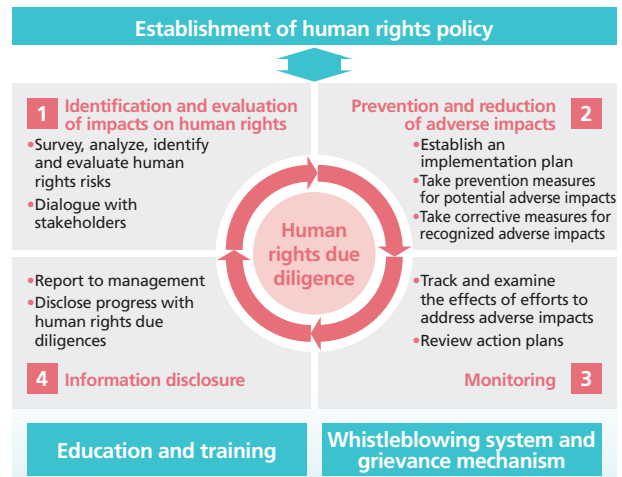 Establishment of human rights policy
1 Identification and evaluation
of impacts on human rights
•Survey, analyze, identify
and evaluate human
rights risks
•Dialogue with
stakeholders
Prevention and reduction 2
of adverse impacts
•Establish an
implementation plan
•Take prevention measures
for potential adverse impacts
•Take corrective measures for
recognized adverse impacts
Human
rights due
diligence
•Track and examine
the effects of efforts to
address adverse impacts
•Review action plans
Monitoring 3
•Report to management
•Disclose progress with
human rights due
diligences
4 Information disclosure
Education and training
Whistleblowing system and
grievance mechanism